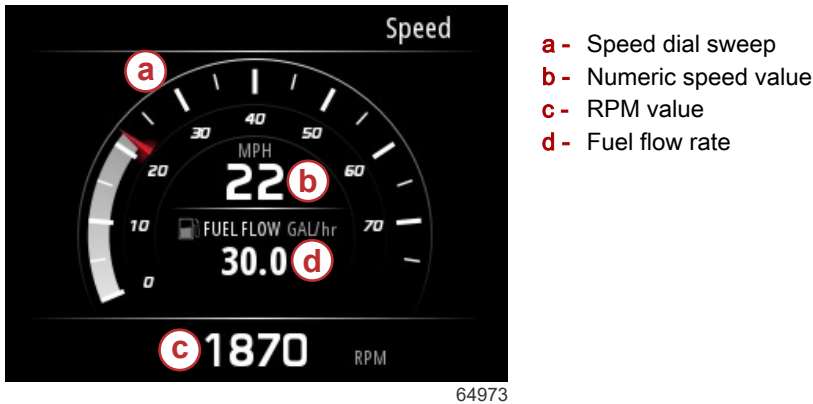 Speed
a
40
30
50
MPH
20
60
22
b
10
FUEL FLOW GAL/hr
70
30.0
d
0
c
1870
RPM
64973
a - Speed dial sweep
b - Numeric speed value
c - RPM value
d - Fuel flow rate